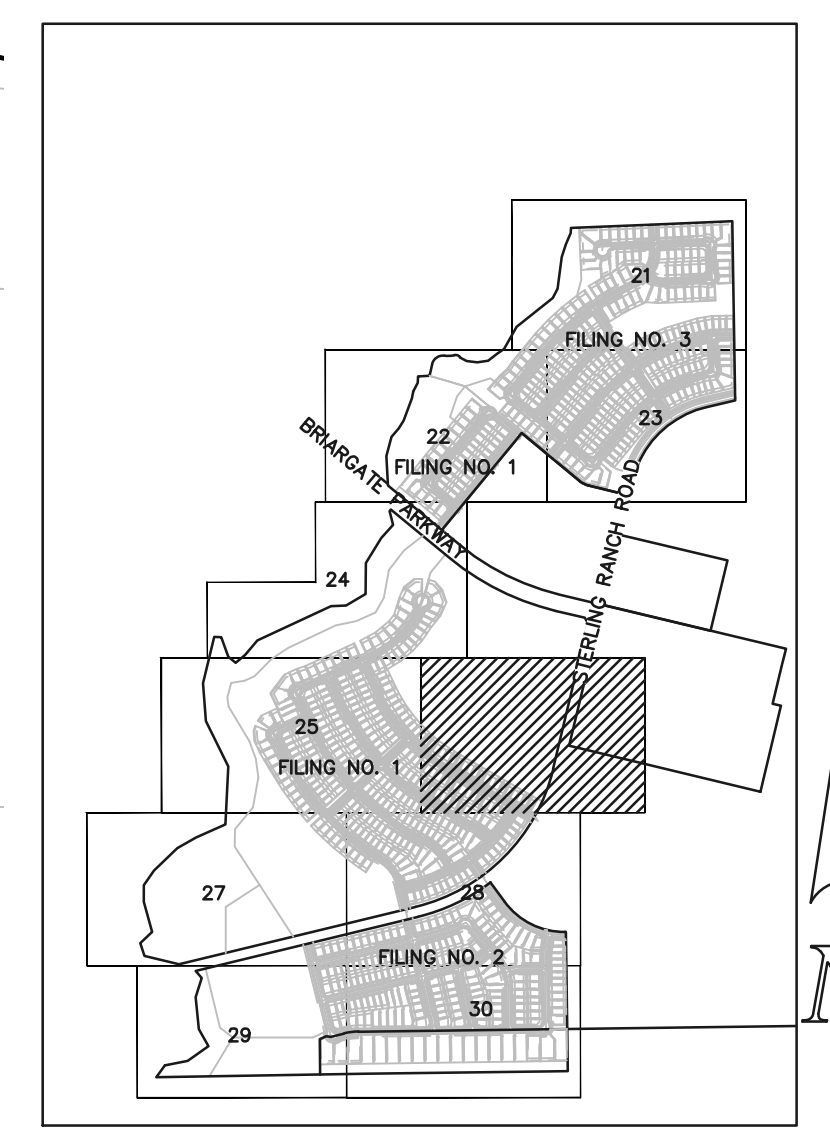 21
FILING NO. 3
23
22
FILING NO. 1
BRIARGATE PARKWAY
STERLING RANCH ROAD
24
25
FILING NO. 1
27
28
FILING NO. 2
30
29